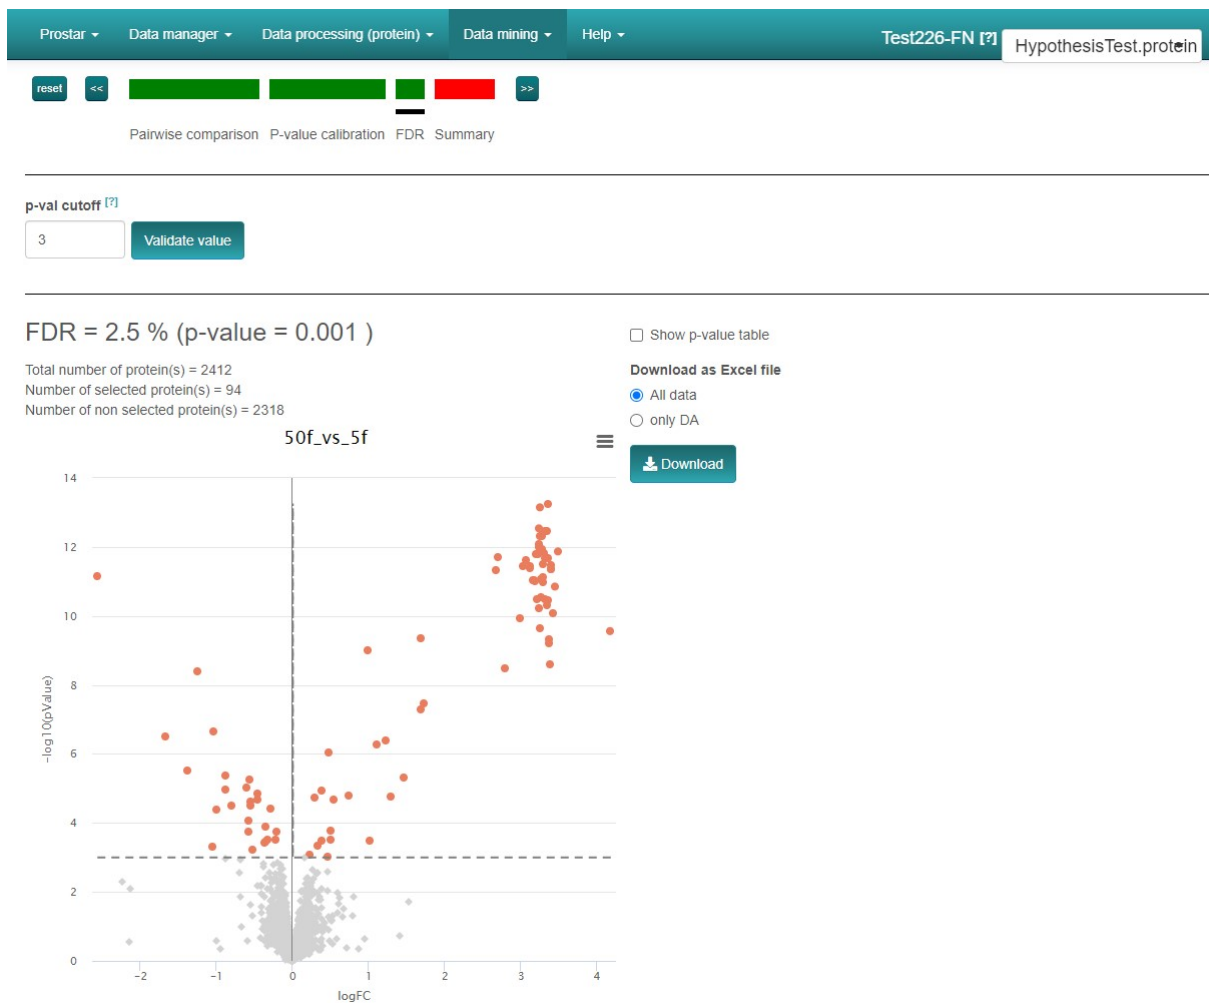 Prostar Data manager Data processing (protein) Data mining Help Test226-FN [?] HypothesisTest.protein
reset << >>
Pairwise comparison P-value calibration FDR Summary
p-val cutoff [?]
3 Validate value
FDR = 2.5 % (p-value = 0.001 )
Total number of protein(s) = 2412
Number of selected protein(s) = 94
Number of non selected protein(s) = 2318
Show p-value table
Download as Excel file
All data
only DA
Download
50f_vs_5f
14
12
10
8
6
4
2
0
-log10(pValue)
-2 -1 0 1 2 3 4
logFC